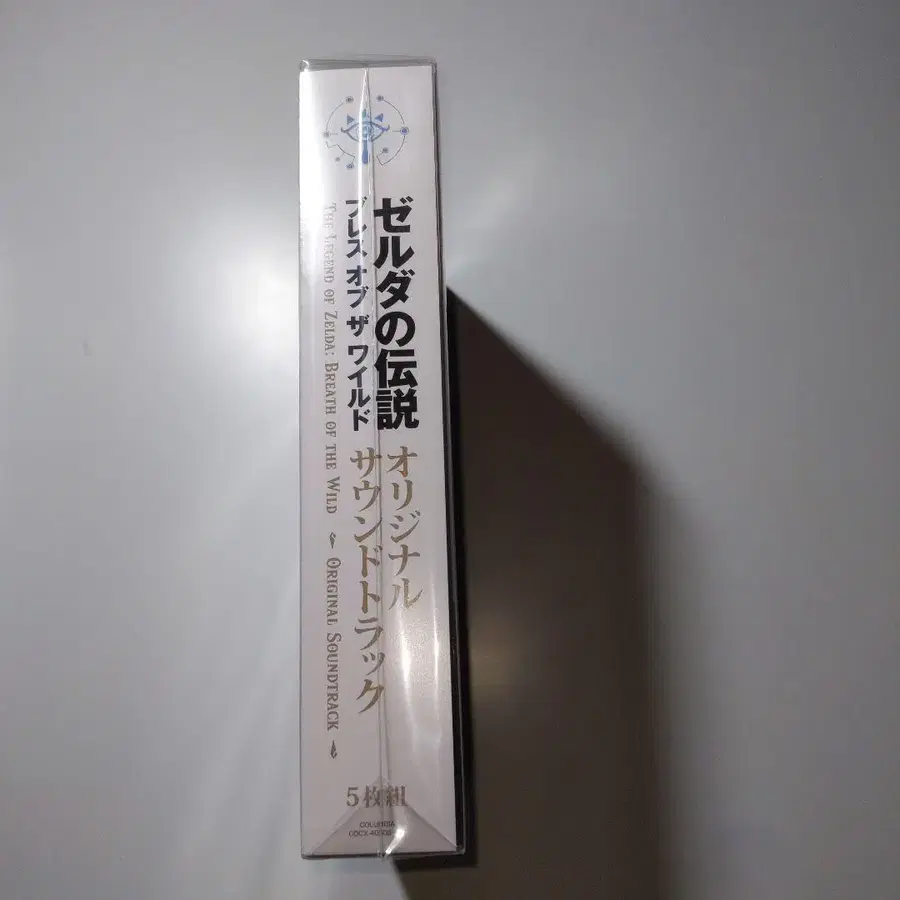 ゼルダの伝説
ブレス オブ ザ ワイルド
THE LEGEND OF ZELDA: BREATH OF THE WILD
オリジナル
サウンドトラック
ORIGINAL SOUNDTRACK
5枚組
COLUMBIA